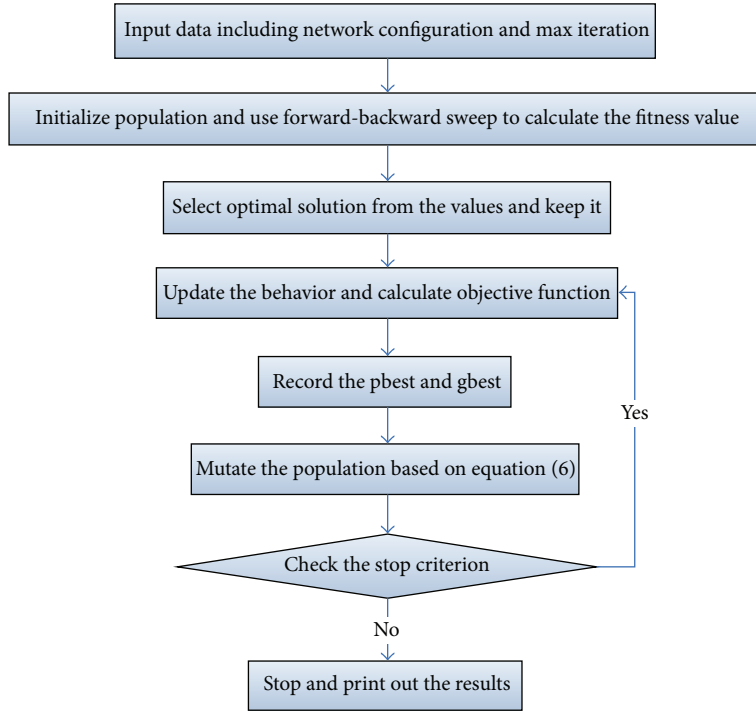 Input data including network configuration and max iteration
Initialize population and use forward-backward sweep to calculate the fitness value
Select optimal solution from the values and keep it
Update the behavior and calculate objective function
Record the pbest and gbest
Yes
Mutate the population based on equation (6)
Check the stop criterion
No
Stop and print out the results